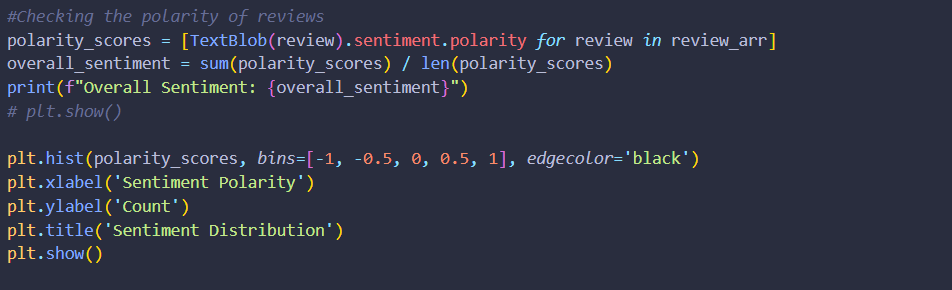 #Checking the polarity of reviews
polarity_scores = [TextBlob(review).sentiment.polarity for review in review_arr]
overall_sentiment = sum(polarity_scores) / len(polarity_scores)
print(f"Overall Sentiment: {overall_sentiment}")
# plt.show()
plt.hist(polarity_scores, bins=[-1, -0.5, 0, 0.5, 1], edgecolor='black')
plt.xlabel('Sentiment Polarity')
plt.ylabel('Count')
plt.title('Sentiment Distribution')
plt.show()